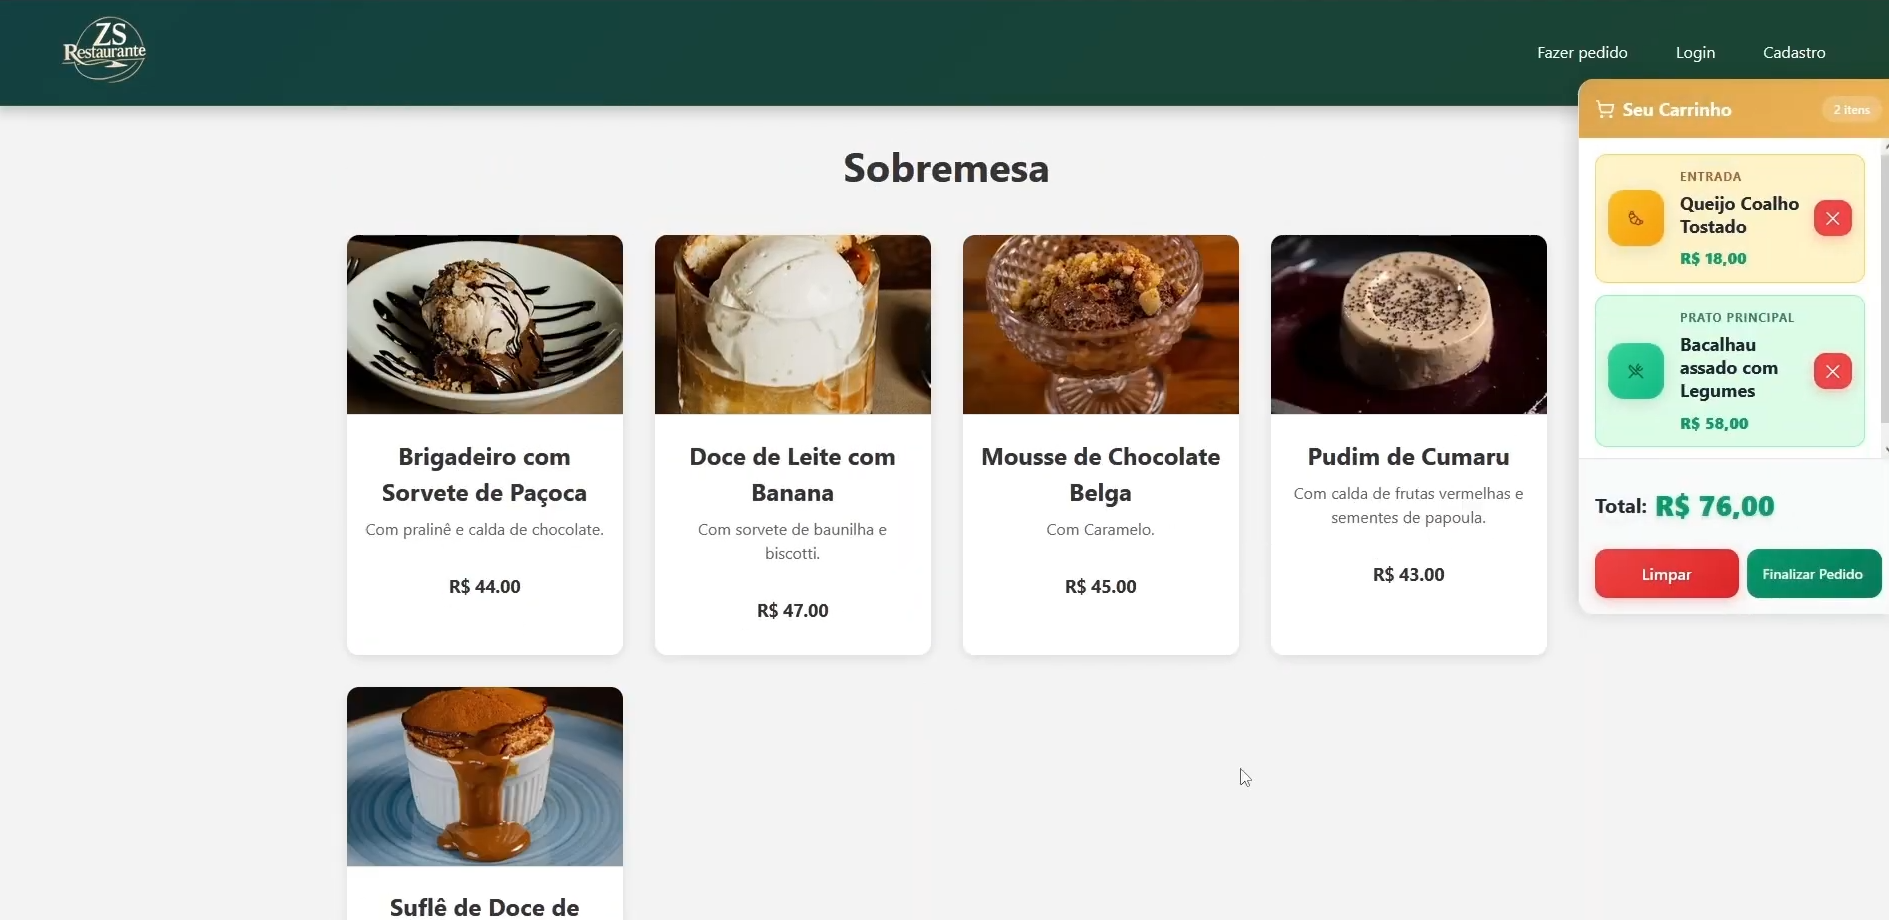 ZS
Restaurante
Fazer pedido
Login
Cadastro
Seu Carrinho
2 itens
ENTRADA
Queijo Coalho
Tostado
R$ 18,00
PRATO PRINCIPAL
Bacalhau
assado com
Legumes
R$ 58,00
Total: R$ 76,00
Limpar
Finalizar Pedido
Sobremesa
Brigadeiro com
Sorvete de Paçoca
Com pralinê e calda de chocolate.
R$ 44.00
Doce de Leite com
Banana
Com sorvete de baunilha e
biscotti.
R$ 47.00
Mousse de Chocolate
Belga
Com Caramelo.
R$ 45.00
Pudim de Cumaru
Com calda de frutas vermelhas e
sementes de papoula.
R$ 43.00
Suflê de Doce de